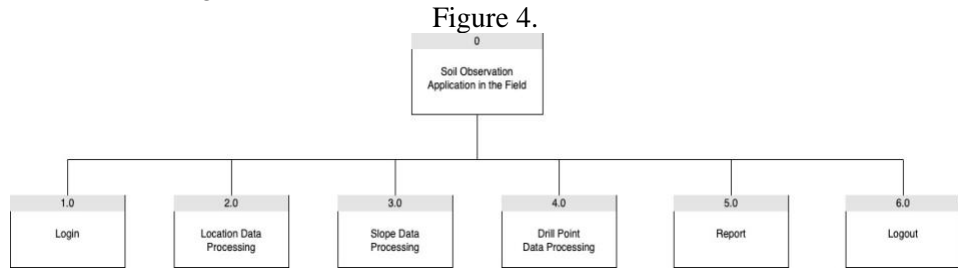 Figure 4.
0
Soil Observation
Application in the Field
1.0
Login
2.0
Location Data
Processing
3.0
Slope Data
Processing
4.0
Drill Point
Data Processing
5.0
Report
6.0
Logout